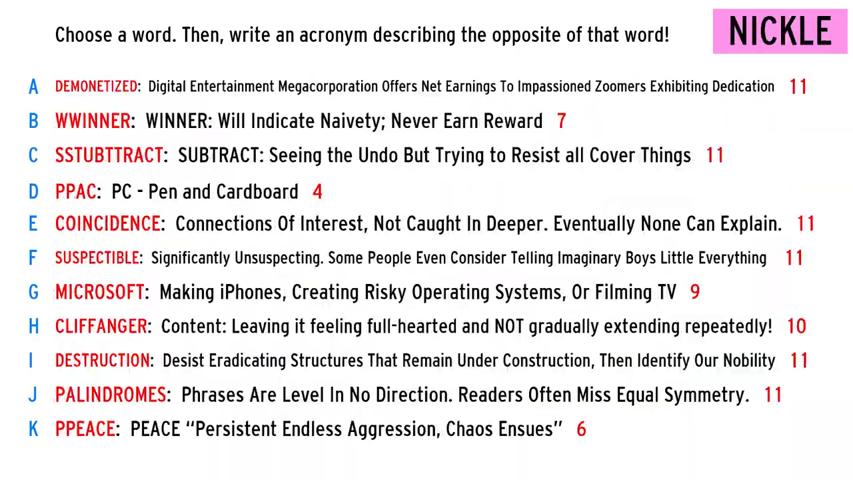 Choose a word. Then, write an acronym describing the opposite of that word!
NICKLE
A DEMONETIZED: Digital Entertainment Megacorporation Offers Net Earnings To Impassioned Zoomers Exhibiting Dedication 11
B WWINNER: WINNER: Will Indicate Naivety; Never Earn Reward 7
C SSTUBTTRACT: SUBTRACT: Seeing the Undo But Trying to Resist all Cover Things 11
D PPAC: PC - Pen and Cardboard 4
E COINCIDENCE: Connections Of Interest, Not Caught In Deeper. Eventually None Can Explain. 11
F SUSPECTIBLE: Significantly Unsuspecting. Some People Even Consider Telling Imaginary Boys Little Everything 11
G MICROSOFT: Making iPhones, Creating Risky Operating Systems, Or Filming TV 9
H CLIFFANGER: Content: Leaving it feeling full-hearted and NOT gradually extending repeatedly! 10
I DESTRUCTION: Desist Eradicating Structures That Remain Under Construction, Then Identify Our Nobility 11
J PALINDROMES: Phrases Are Level In No Direction. Readers Often Miss Equal Symmetry. 11
K PPEACE: PEACE “Persistent Endless Aggression, Chaos Ensues” 6